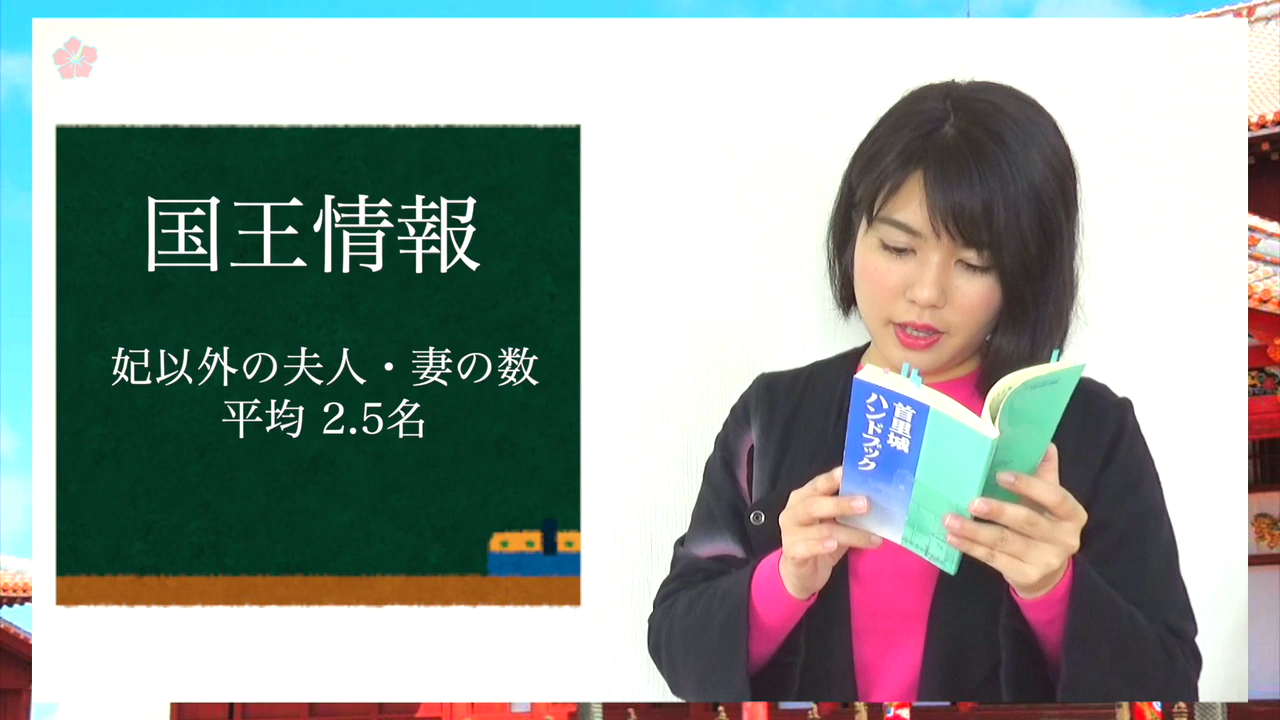 国王情報
妃以外の夫人・妻の数
平均 2.5名
首里城
ハンドブック